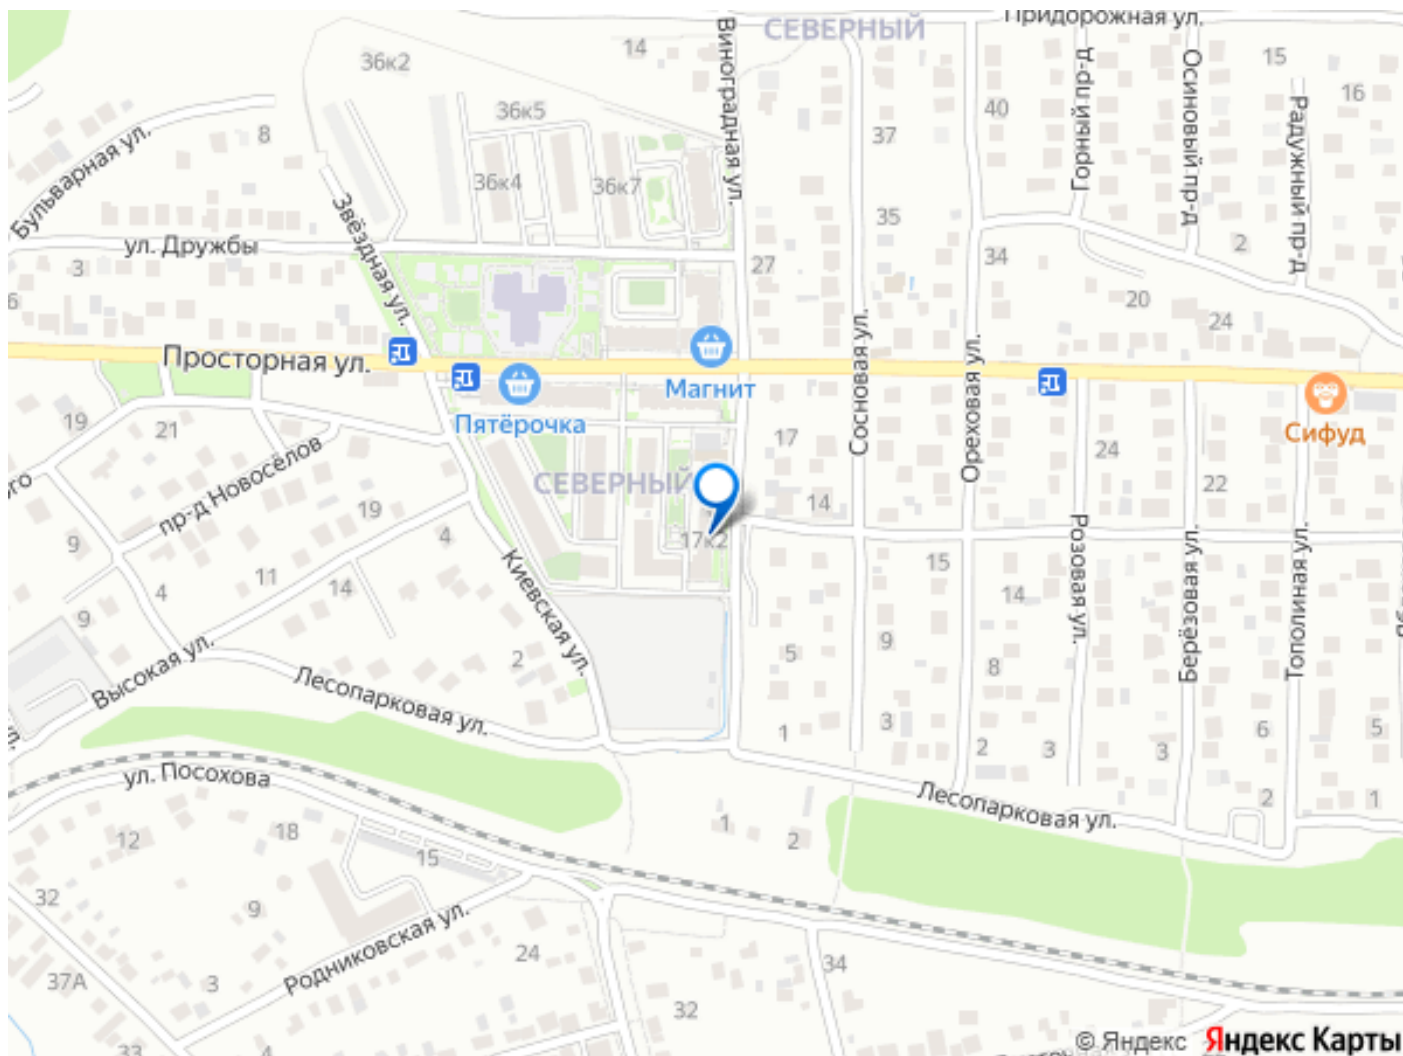 Придорожная ул.
СЕВЕРНЫЙ
14
36к2
Виноградная ул.
15
16
Осиновый пр-д
Горный пр-д
Радужный пр-д
40
36к5
37
8
Бульварная ул.
36к4
36к7
Звёздная ул.
35
ул. Дружбы
2
34
27
3
6
20
24
Просторная ул.
Магнит
Пятёрочка
Сосновая ул.
Ореховая ул.
Сифуд
19
21
17
24
пр-д Новосёлов
СЕВЕРНЫЙ
22
ого
19
14
4
9
17к2
Киевская ул.
Розовая ул.
Берёзовая ул.
Тополиная ул.
15
11
14
4
14
9
5
9
2
8
Высокая ул.
Лесопарковая ул.
3
1
2
3
3
6
5
ул. Посохова
Лесопарковая ул.
2
1
1
2
12
18
15
32
9
Родниковская ул.
24
34
37А
3
32
33
4
© Яндекс Яндекс Карты